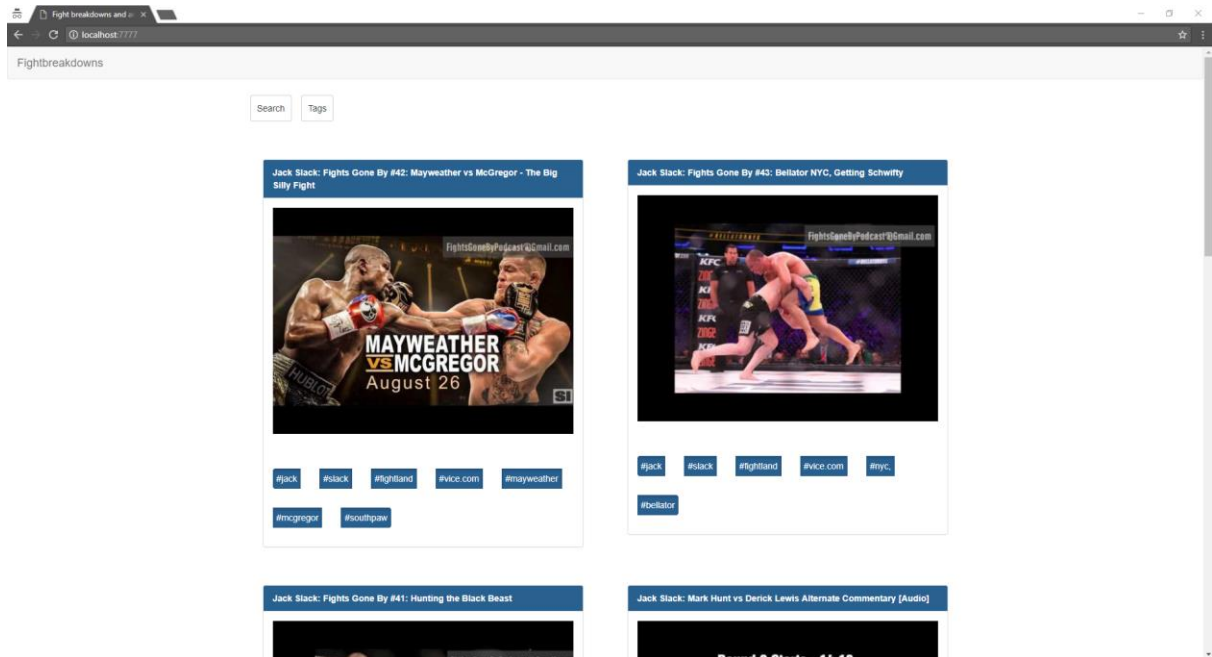 Fight breakdowns and a
localhost:7777
Fightbreakdowns
Search
Tags
Jack Slack: Fights Gone By #42: Mayweather vs McGregor - The Big
Silly Fight
FightsGoneByPodcast@Gmail.com
MAYWEATHER
VS MCGREGOR
August 26
HUBLOT
SI
#jack
#slack
#fightland
#vice.com
#mayweather
#mcgregor
#southpaw
Jack Slack: Fights Gone By #43: Bellator NYC, Getting Schwifty
FightsGoneByPodcast@Gmail.com
KFC
#jack
#slack
#fightland
#vice.com
#nyc,
#bellator
Jack Slack: Fights Gone By #41: Hunting the Black Beast
Jack Slack: Mark Hunt vs Derick Lewis Alternate Commentary [Audio]